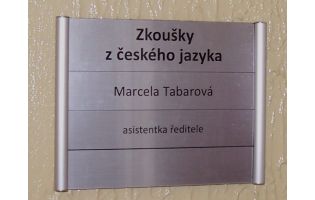 Zkoušky
z českého jazyka
Marcela Tabarová
asistentka ředitele